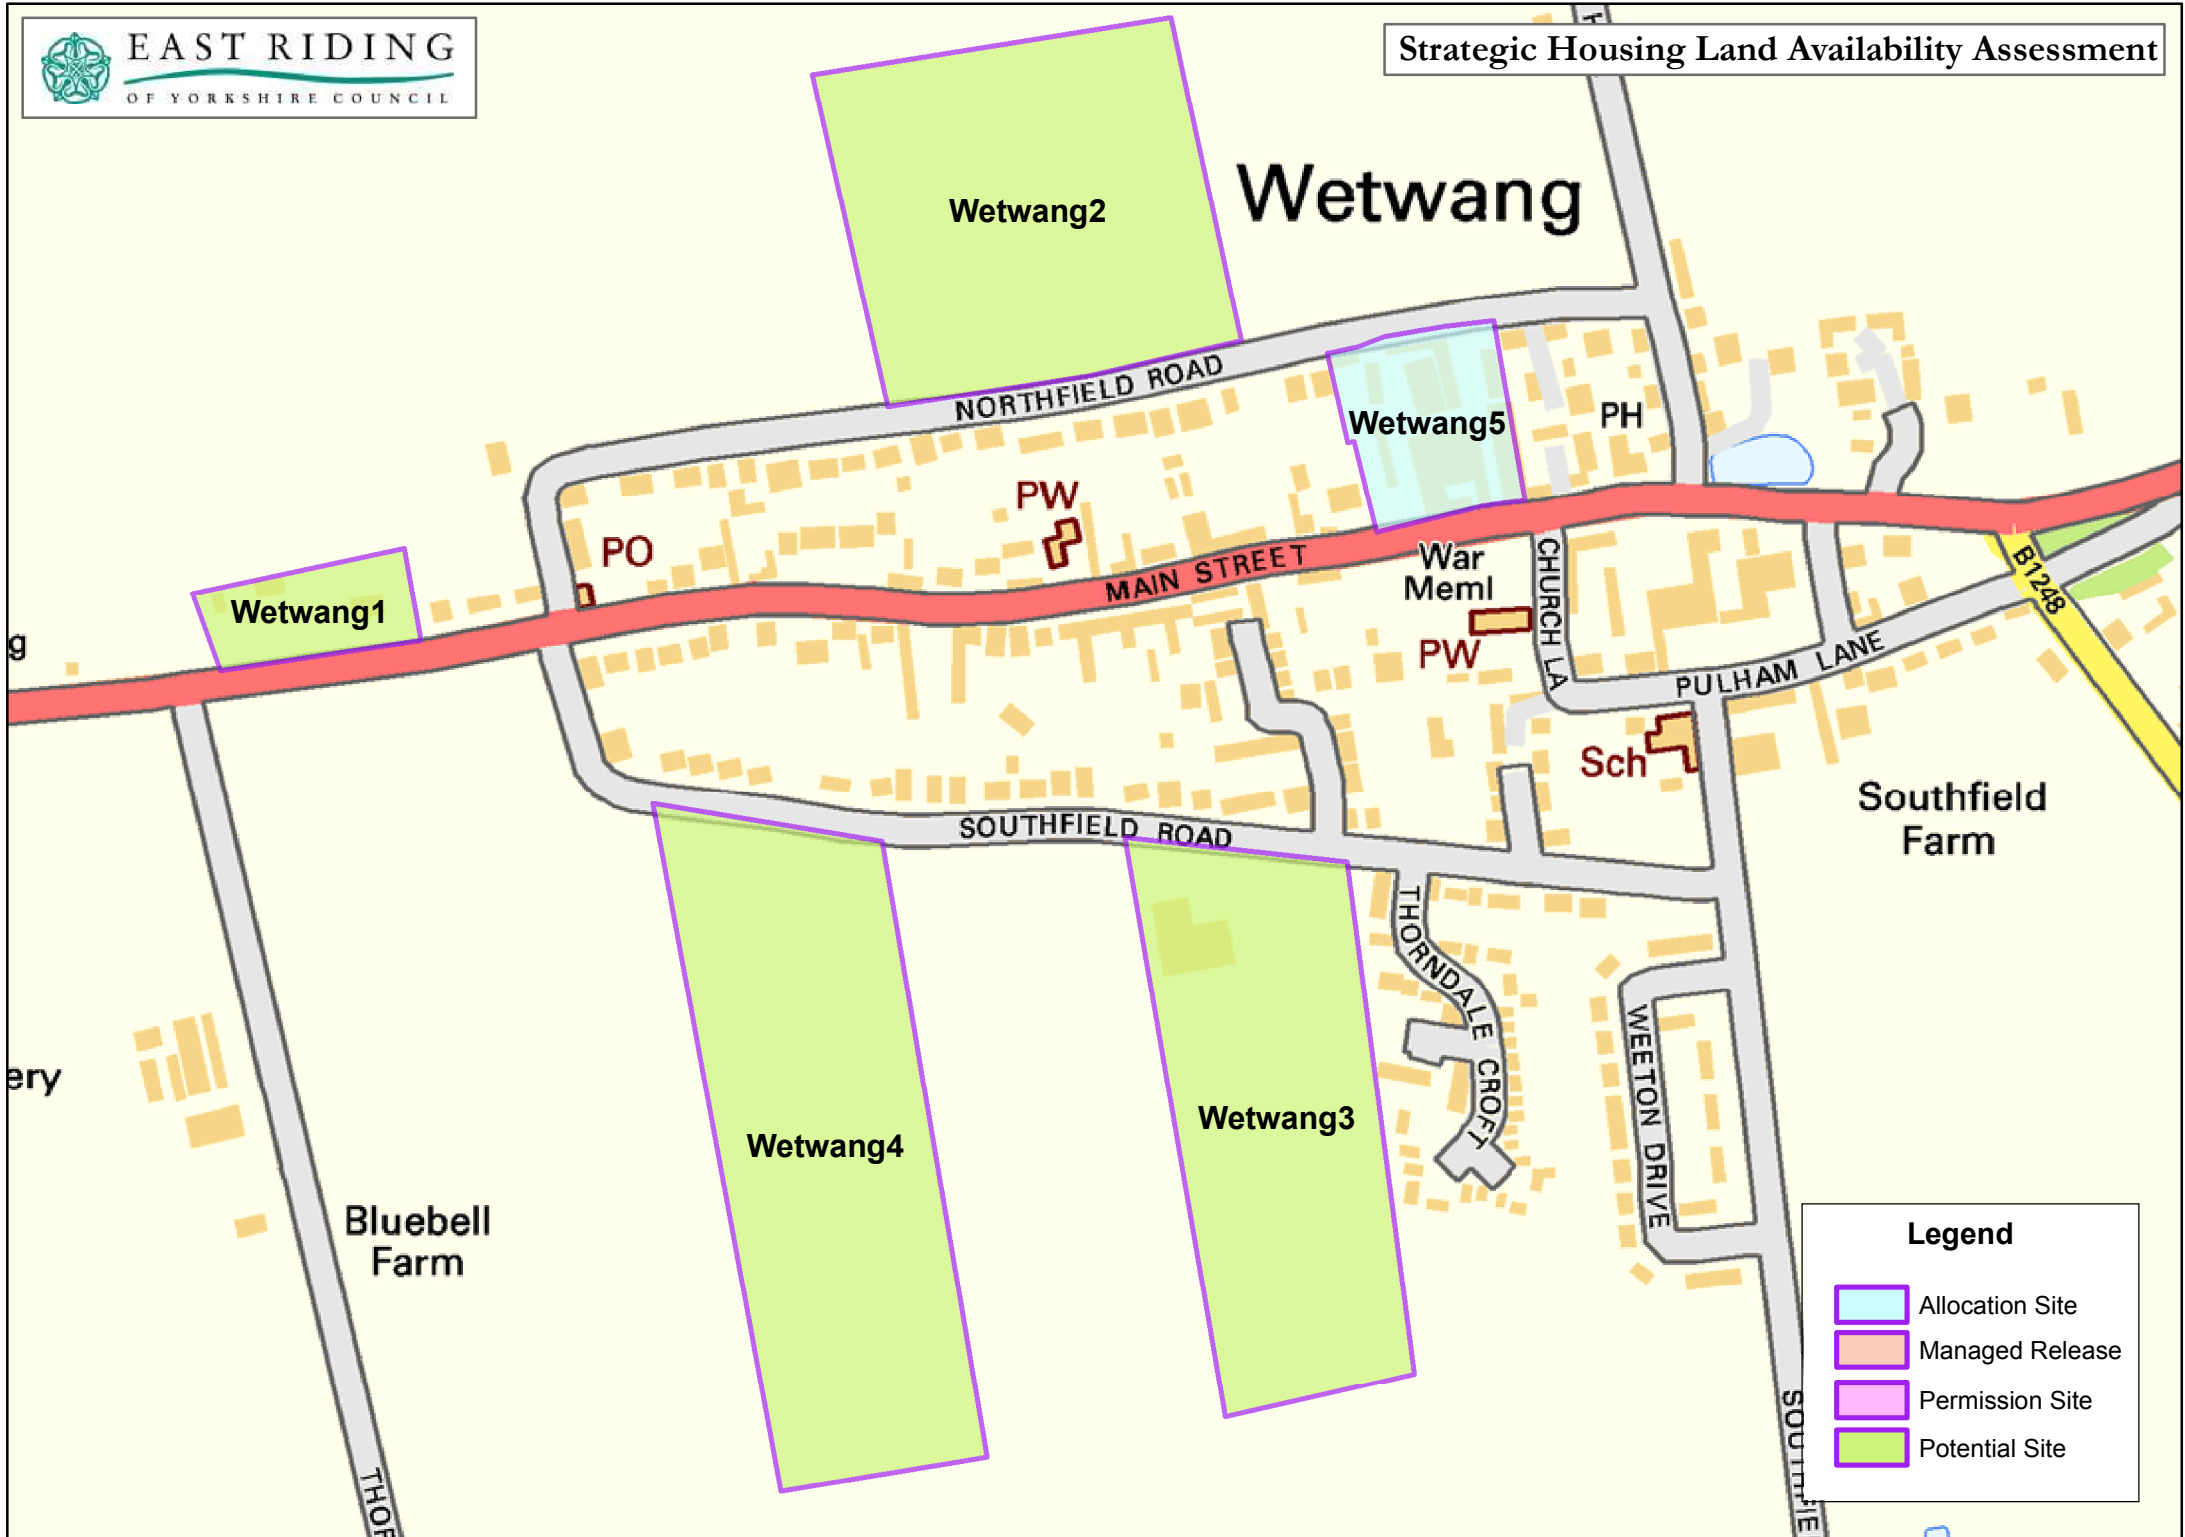 EAST RIDING
OF YORKSHIRE COUNCIL
Strategic Housing Land Availability Assessment
Wetwang
Wetwang2
NORTHFIELD ROAD
Wetwang5
PH
PW
PO
Wetwang1
MAIN STREET
War
Meml
PW
CHURCH LA
B1248
PULHAM LANE
Sch
Southfield
Farm
SOUTHFIELD ROAD
THORNDALE CROFT
WEETON DRIVE
Wetwang3
Wetwang4
Bluebell
Farm
Legend
Allocation Site
Managed Release
Permission Site
Potential Site